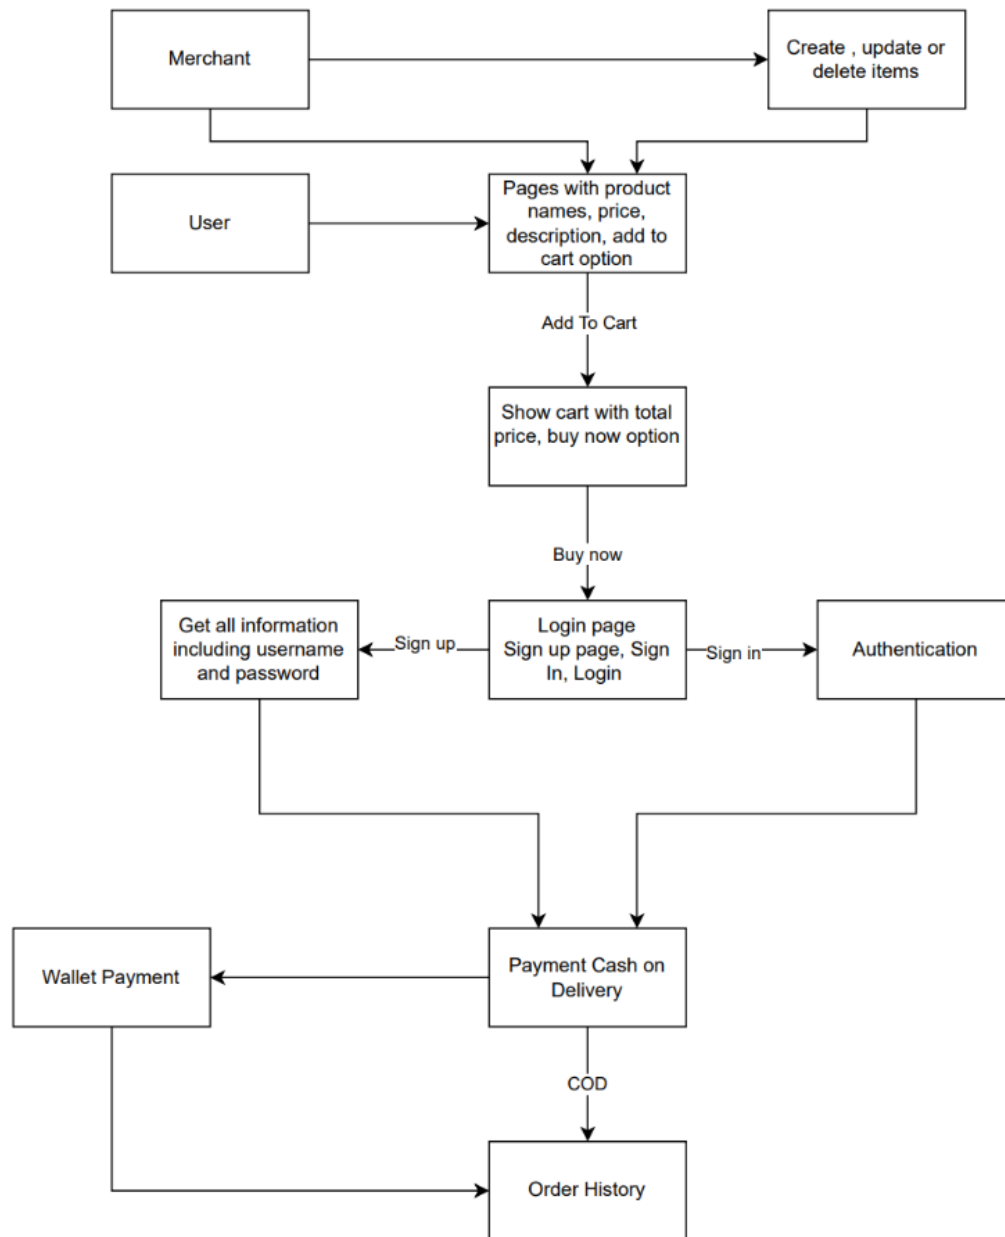 Merchant
Create , update or
delete items
User
Pages with product
names, price,
description, add to
cart option
Add To Cart
Show cart with total
price, buy now option
Buy now
Get all information
including username
and password
Sign up
Login page
Sign up page, Sign
In, Login
Sign in
Authentication
Wallet Payment
Payment Cash on
Delivery
COD
Order History